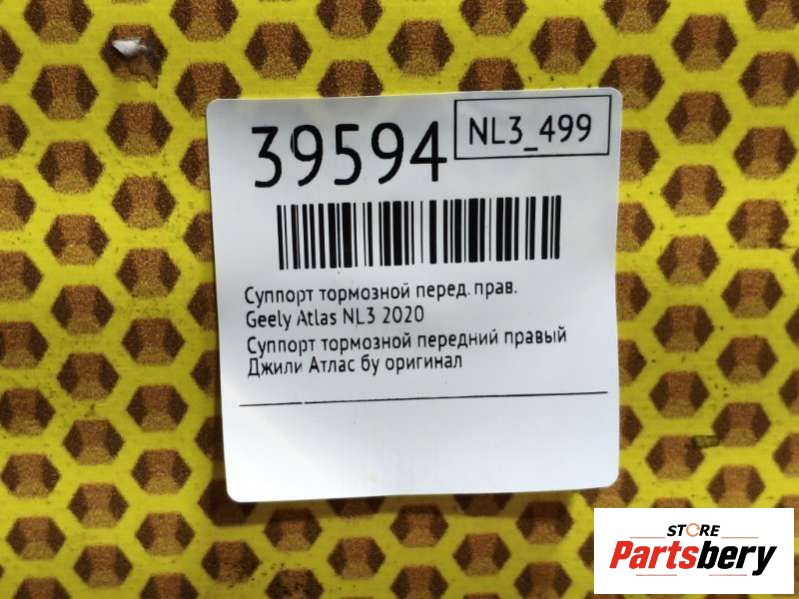 39594
NL3_499
Суппорт тормозной перед. прав.
Geely Atlas NL3 2020
Суппорт тормозной передний правый
Джили Атлас бу оригинал
STORE
Partsbery